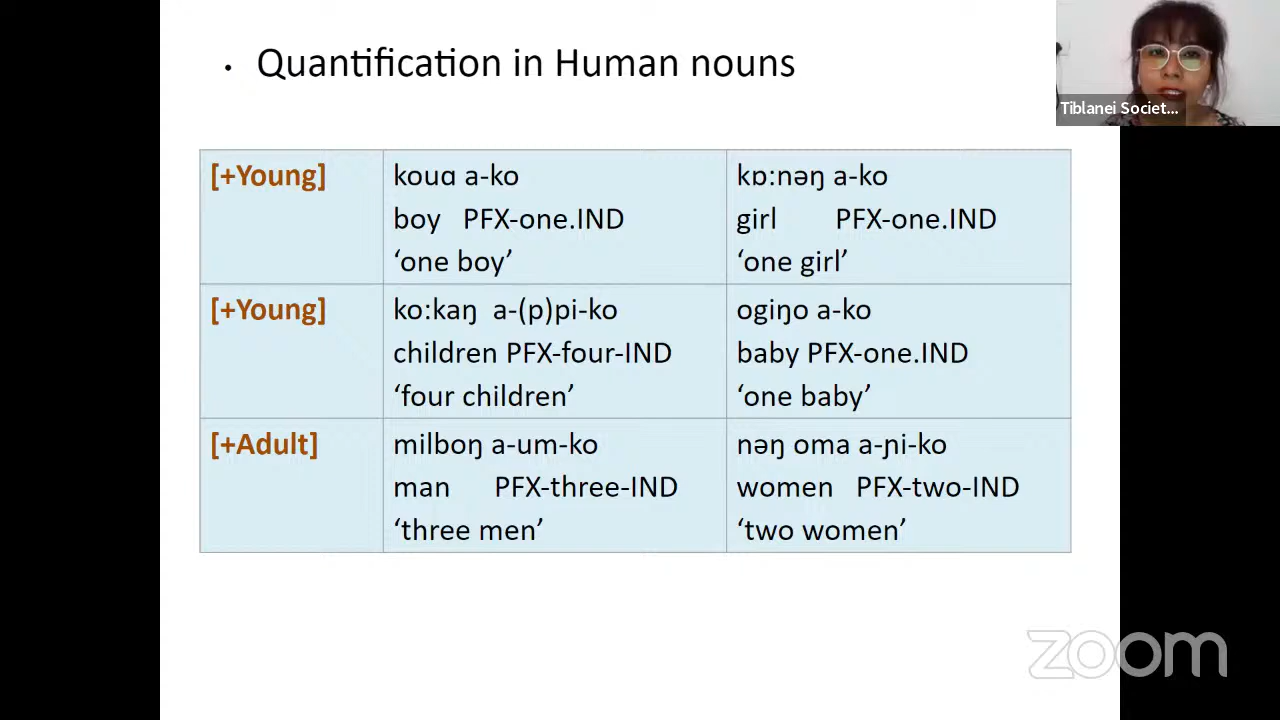 • Quantification in Human nouns
Tiblanei Societ...
[+Young]
kouɑ a-ko
boy PFX-one.IND
‘one boy’
kɒ:nəŋ a-ko
girl PFX-one.IND
‘one girl’
[+Young]
ko:kaŋ a-(p)pi-ko
children PFX-four-IND
‘four children’
ogiŋo a-ko
baby PFX-one.IND
‘one baby’
[+Adult]
milboŋ a-um-ko
man PFX-three-IND
‘three men’
nəŋ oma a-ɲi-ko
women PFX-two-IND
‘two women’
zoom